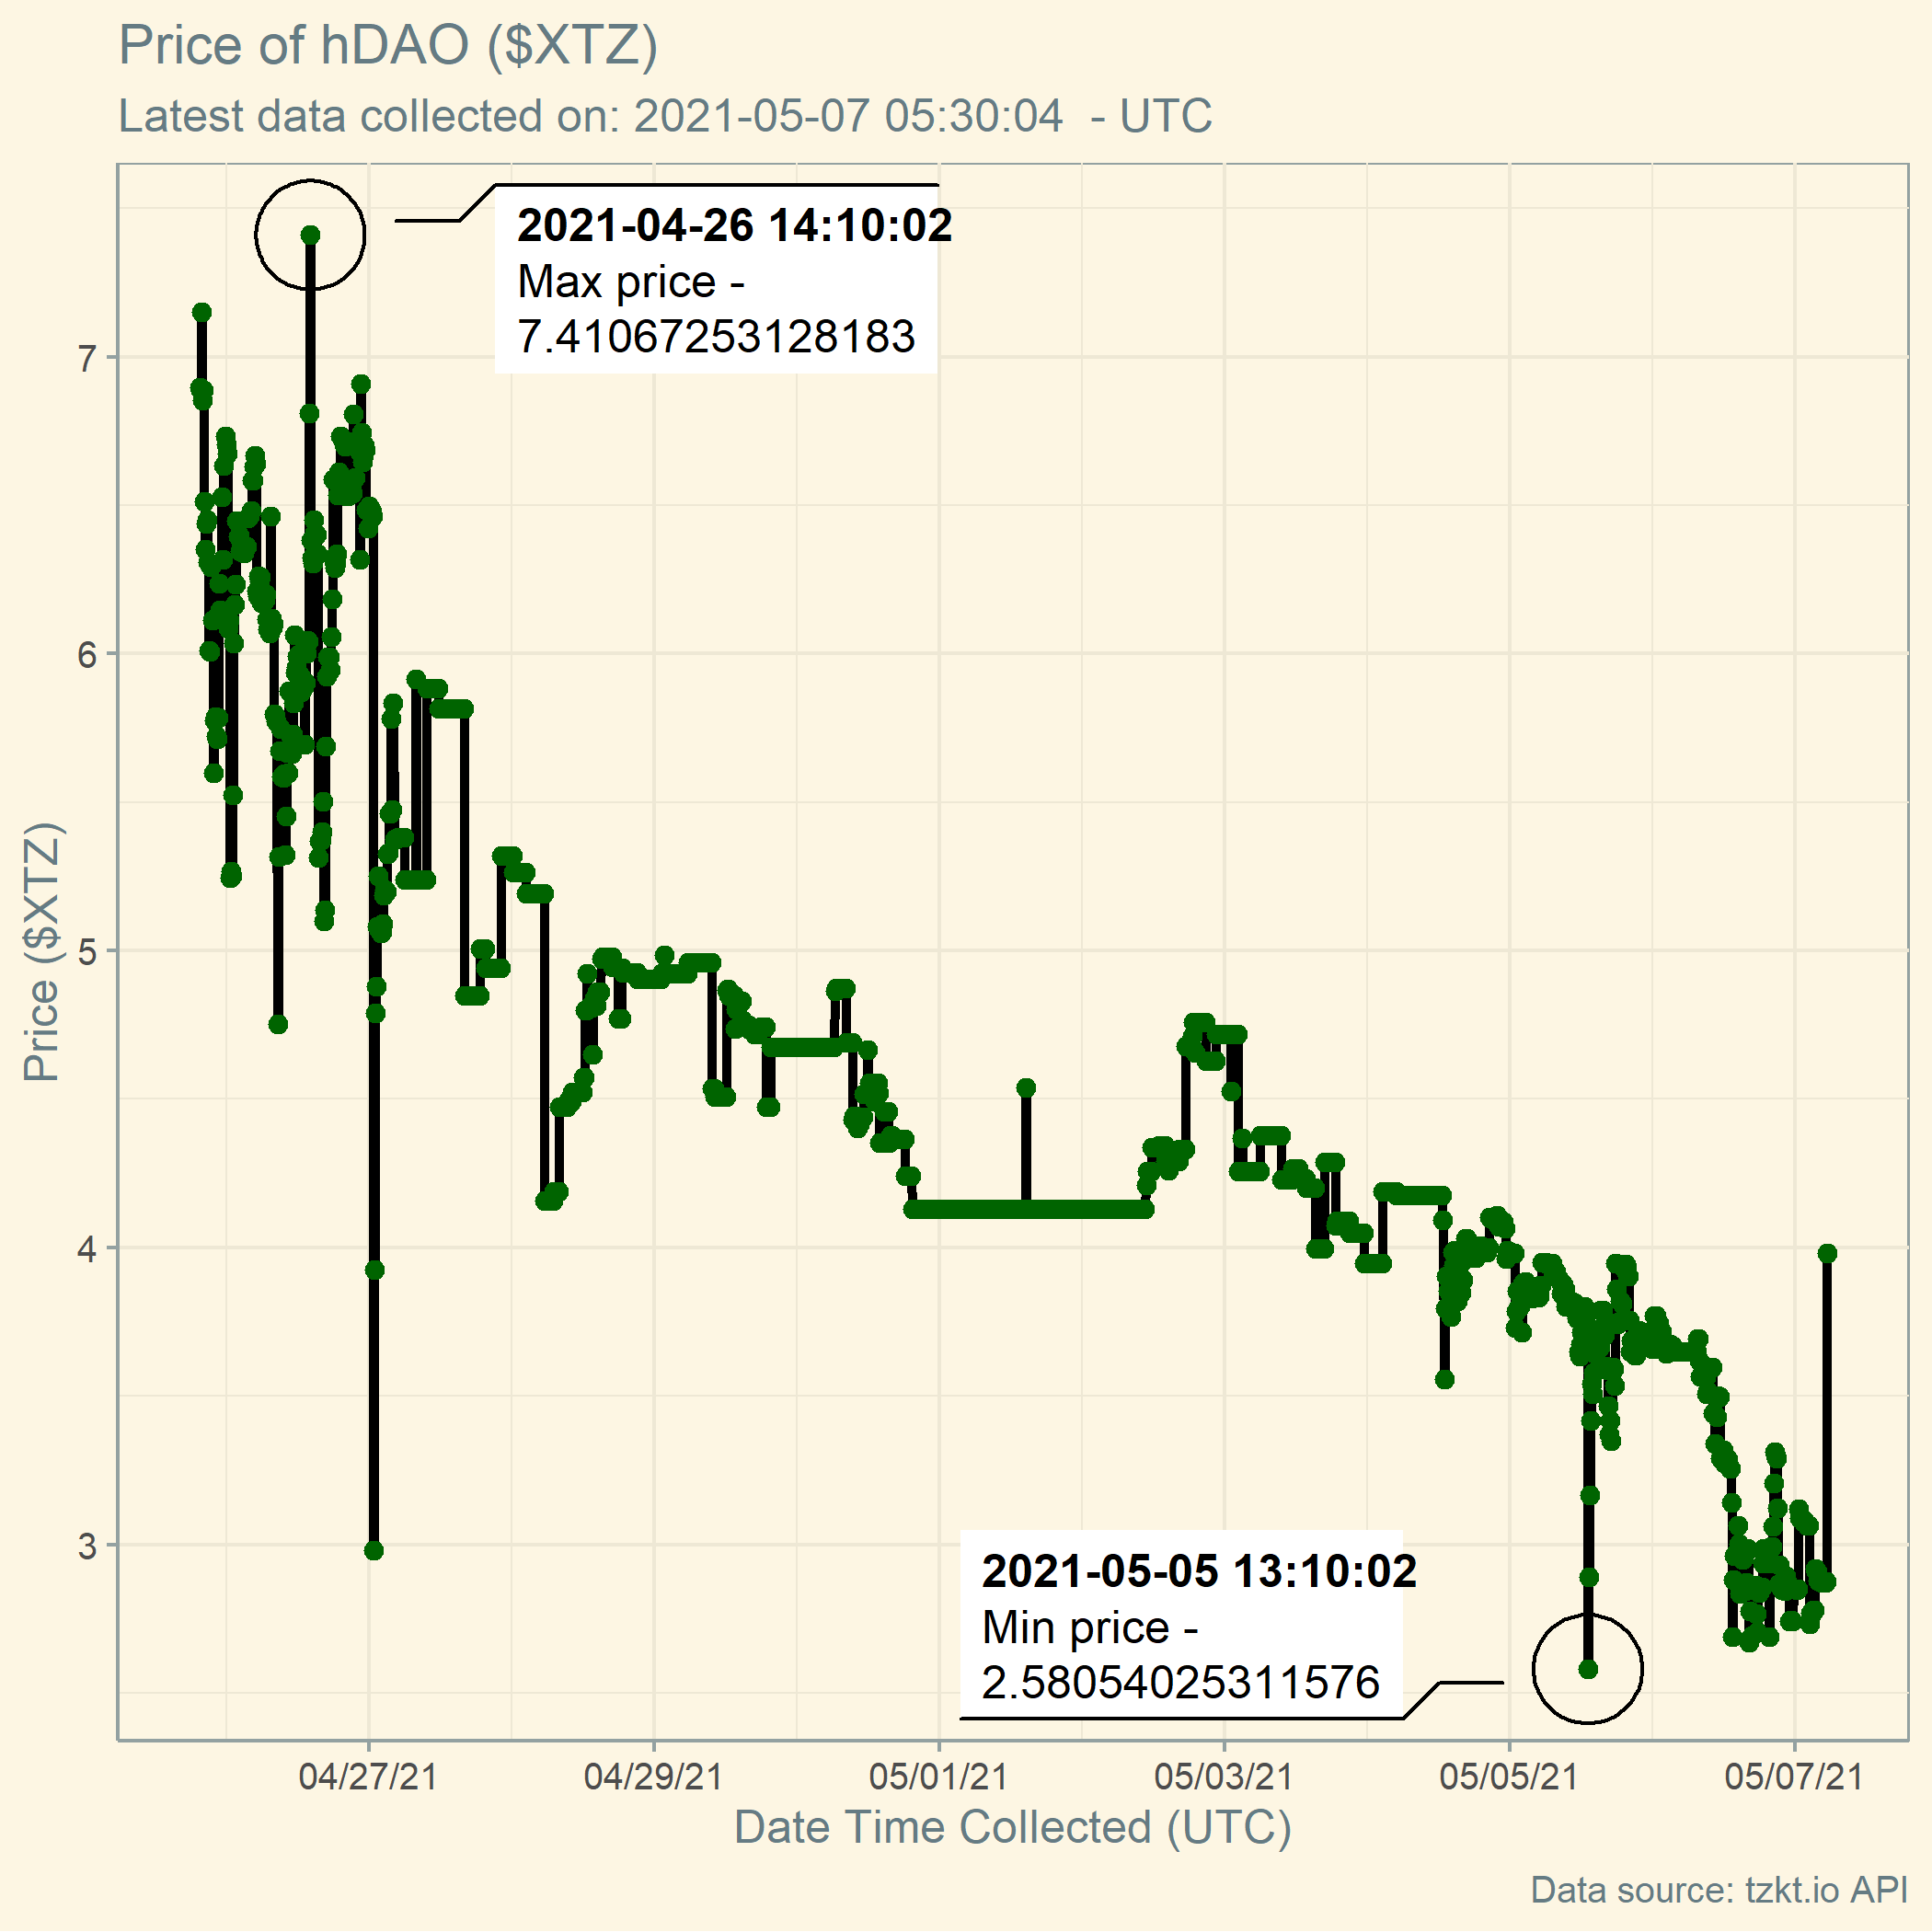 Price of hDAO ($XTZ)
Latest data collected on: 2021-05-07 05:30:04  - UTC
2021-04-26 14:10:02
Max price -
7.41067253128183
7
6
5
4
3
Price ($XTZ)
2021-05-05 13:10:02
Min price -
2.58054025311576
04/27/21
04/29/21
05/01/21
05/03/21
05/05/21
05/07/21
Date Time Collected (UTC)
Data source: tzkt.io API